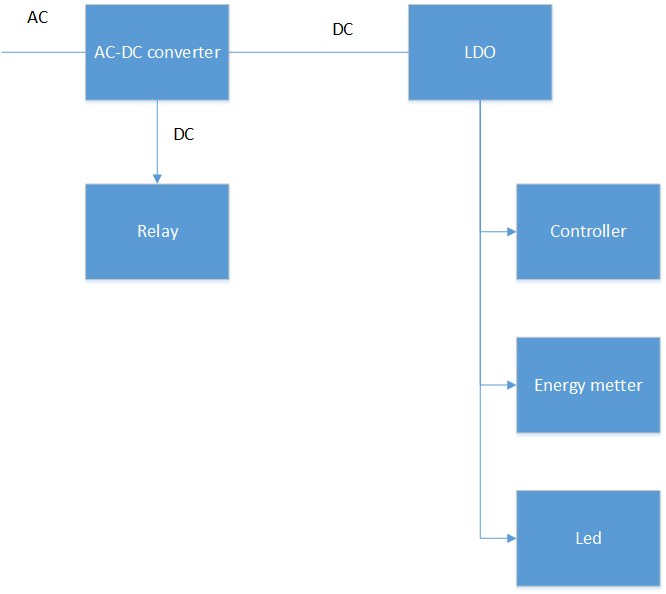 AC
AC-DC converter
DC
LDO
DC
Relay
Controller
Energy metter
Led